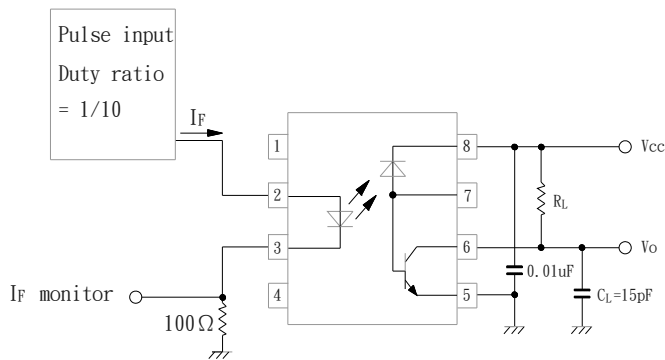 Pulse input
Duty ratio
= 1/10
IF
1
8
Vcc
2
7
RL
3
6
Vo
IF monitor
4
5
0.01uF
CL=15pF
100Ω